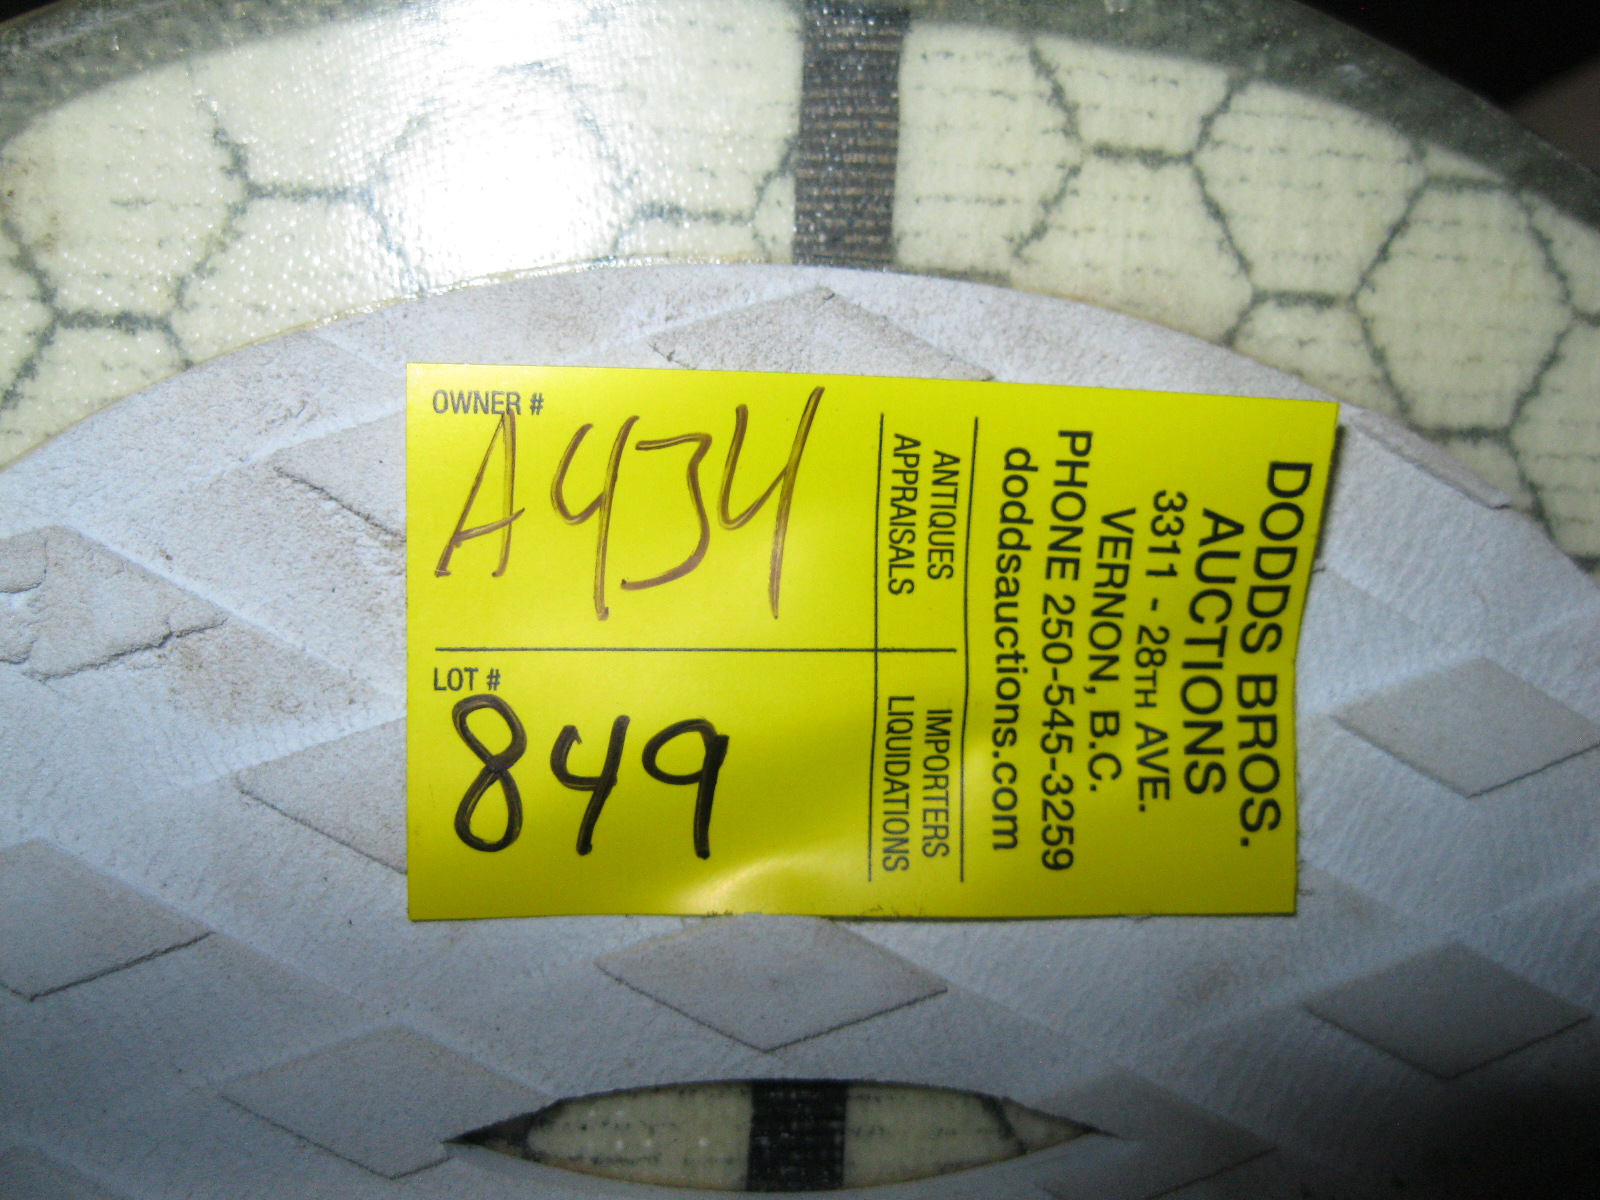 DODDS BROS.
AUCTIONS
3311 - 28TH AVE.
VERNON, B.C.
PHONE 250-545-3259
doddsauctions.com
ANTIQUES
APPRAISALS
IMPORTERS
LIQUIDATIONS
OWNER #
A434
LOT #
849